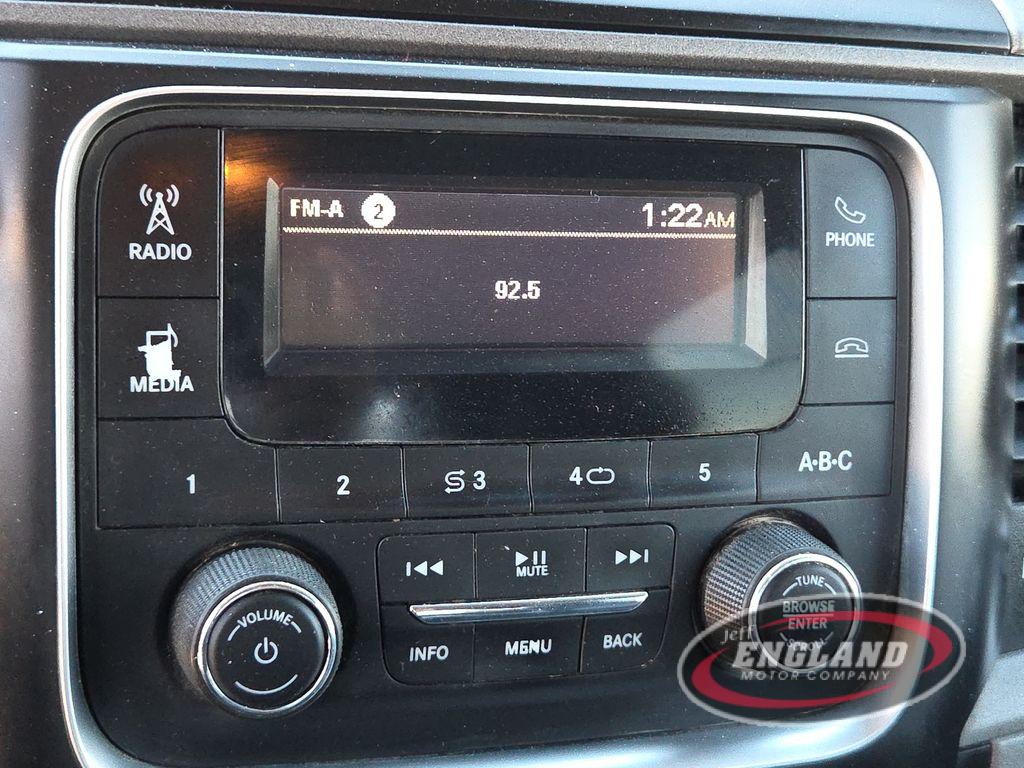 FM-A 2 1:22AM
92.5
RADIO
MEDIA
PHONE
1 2 3 4 5 A·B·C
MUTE
INFO MENU BACK
VOLUME
TUNE
BROWSE
ENTER
SCROLL
Jeff
ENGLAND
MOTOR COMPANY